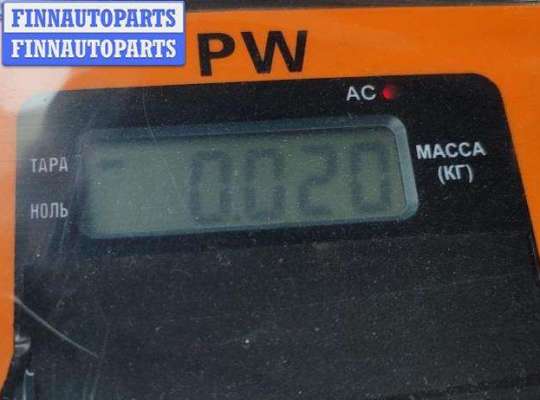 FINNAUTOPARTS
FINNAUTOPARTS
PW
AC
ТАРА
0.020
МАССА
(КГ)
НОЛЬ